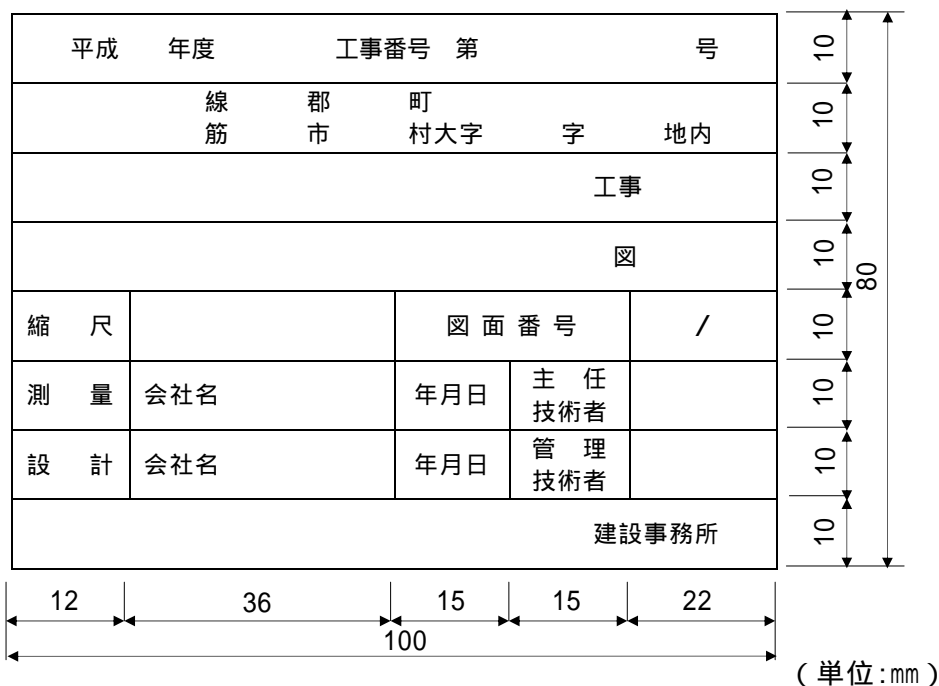 平成 年度 工事番号 第 号
線 郡 町
筋 市 村大字 字 地内
工事
図
縮 尺 図 面 番 号 /
測 量 会社名 年月日 主 任
技術者
設 計 会社名 年月日 管 理
技術者
建設事務所
10
10
10
10
10
10
10
10
80
12 36 15 15 22
100
(単位:㎜)